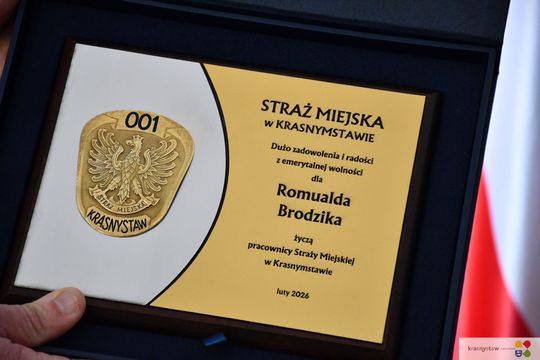 001
STRAŻ MIEJSKA
KRASNYSTAW
STRAŻ MIEJSKA
w KRASNYMSTAWIE
Dużo zadowolenia i radości
z emerytalnej wolności
dla
Romualda
Brodzika
życzą
pracownicy Straży Miejskiej
w Krasnymstawie
luty 2026
krasnystaw